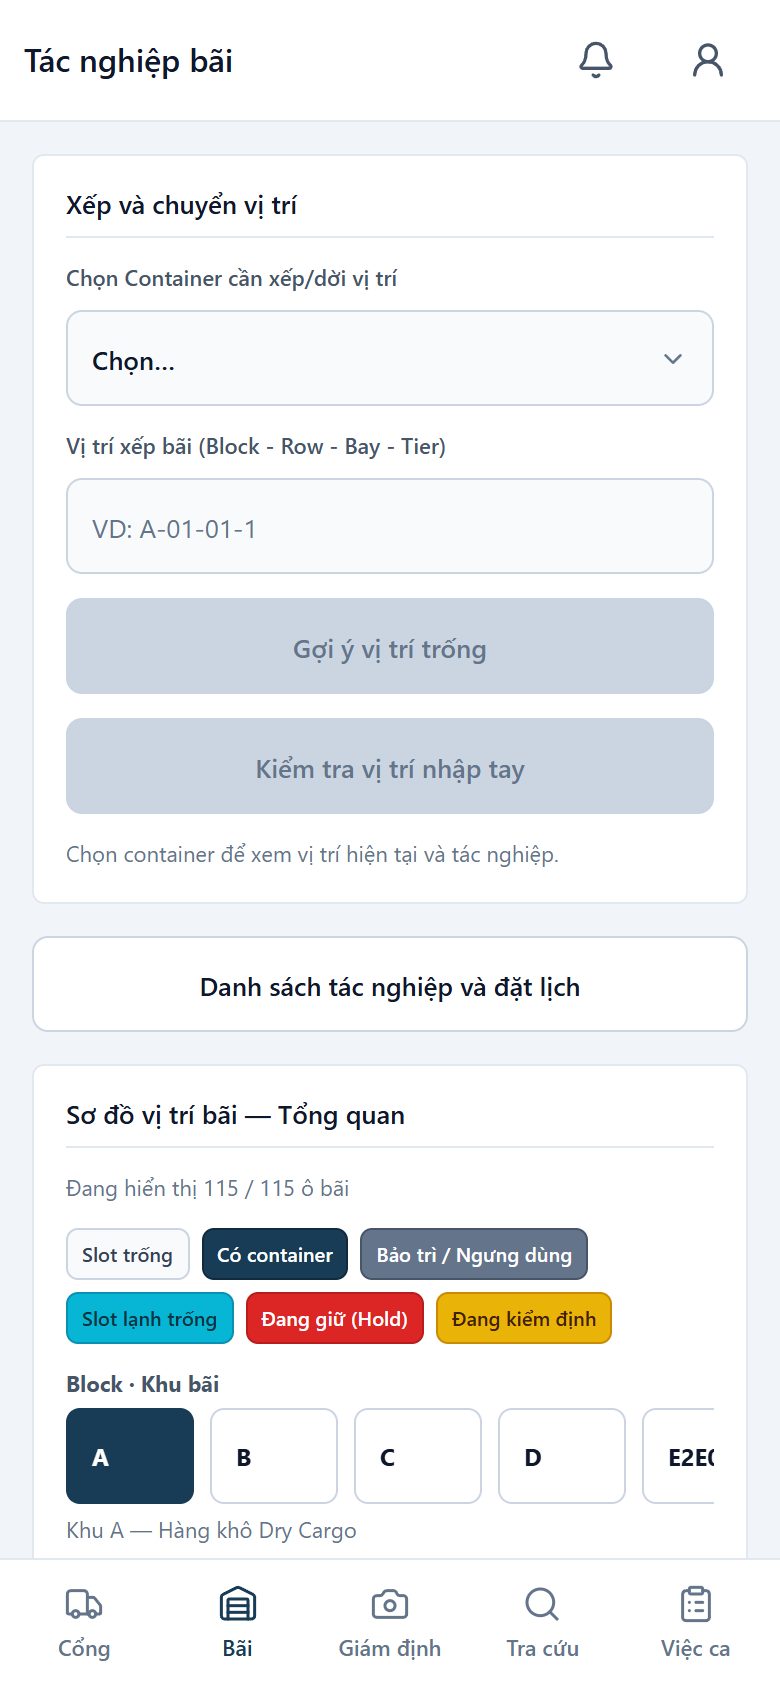 Tác nghiệp bãi
Xếp và chuyển vị trí
Chọn Container cần xếp/dời vị trí
Chọn...
Vị trí xếp bãi (Block - Row - Bay - Tier)
VD: A-01-01-1
Gợi ý vị trí trống
Kiểm tra vị trí nhập tay
Chọn container để xem vị trí hiện tại và tác nghiệp.
Danh sách tác nghiệp và đặt lịch
Sơ đồ vị trí bãi — Tổng quan
Đang hiển thị 115 / 115 ô bãi
Slot trống Có container Bảo trì / Ngưng dùng
Slot lạnh trống Đang giữ (Hold) Đang kiểm định
Block · Khu bãi
A B C D
Khu A — Hàng khô Dry Cargo
Cổng Bãi Giám định Tra cứu Việc ca